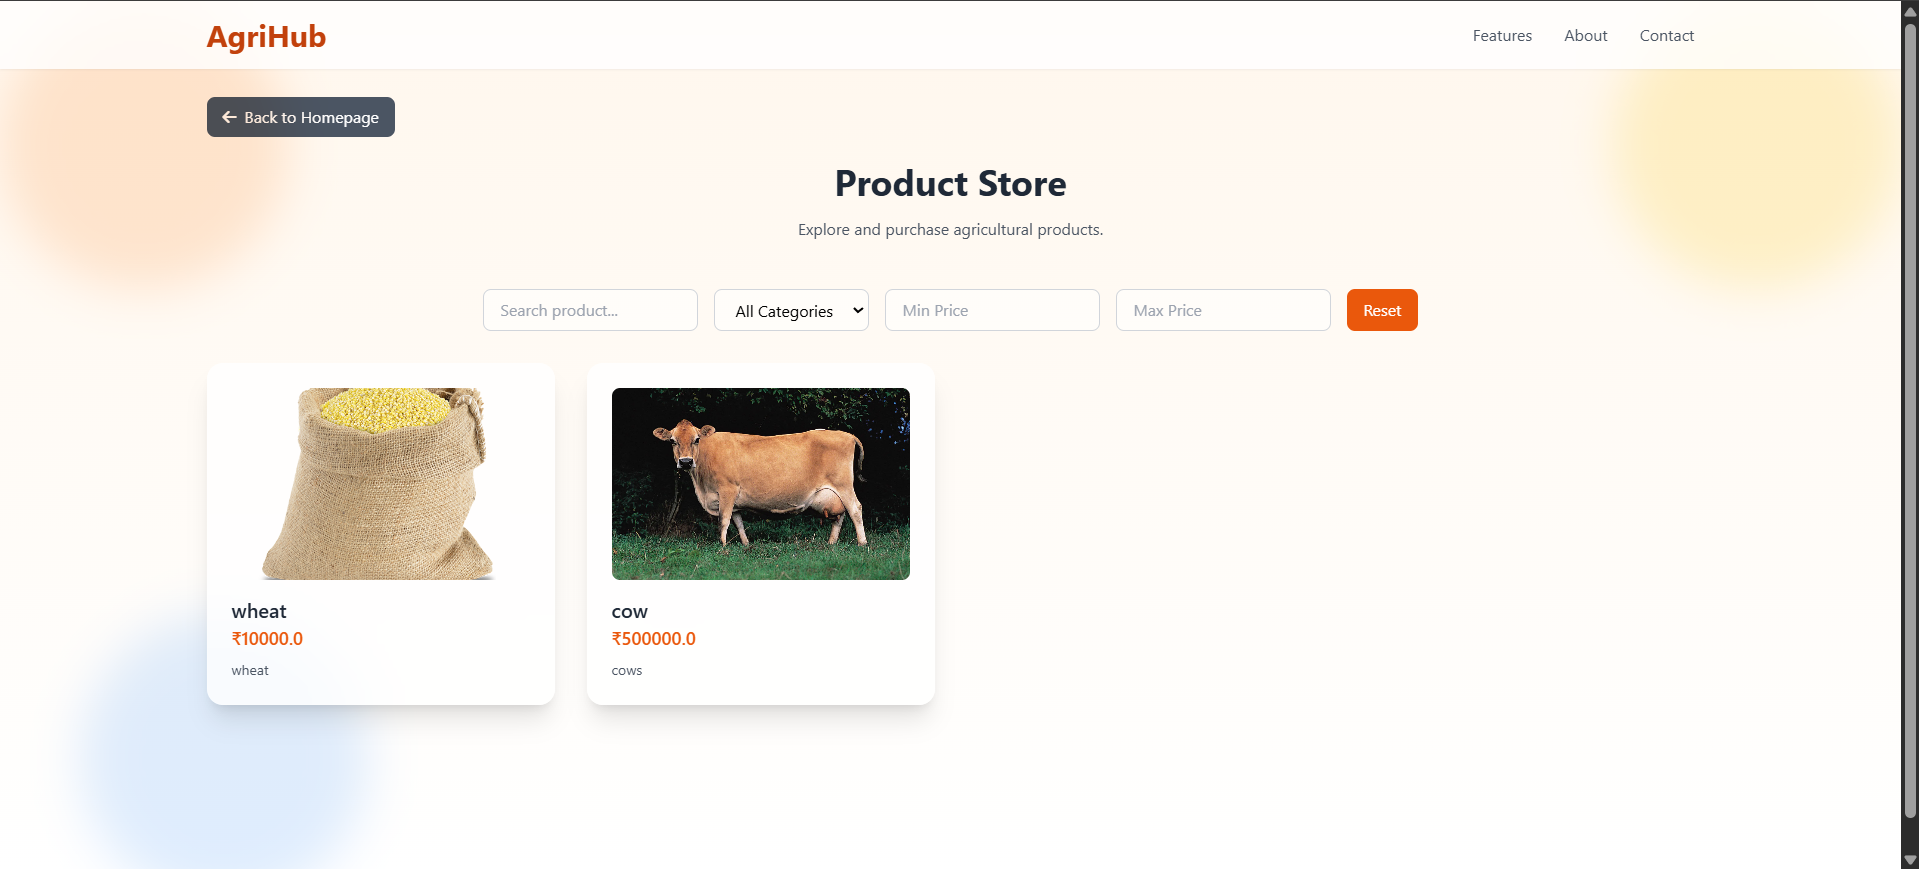 AgriHub
Features About Contact
← Back to Homepage
Product Store
Explore and purchase agricultural products.
Search product... All Categories Min Price Max Price Reset
wheat
₹10000.0
wheat
cow
₹500000.0
cows